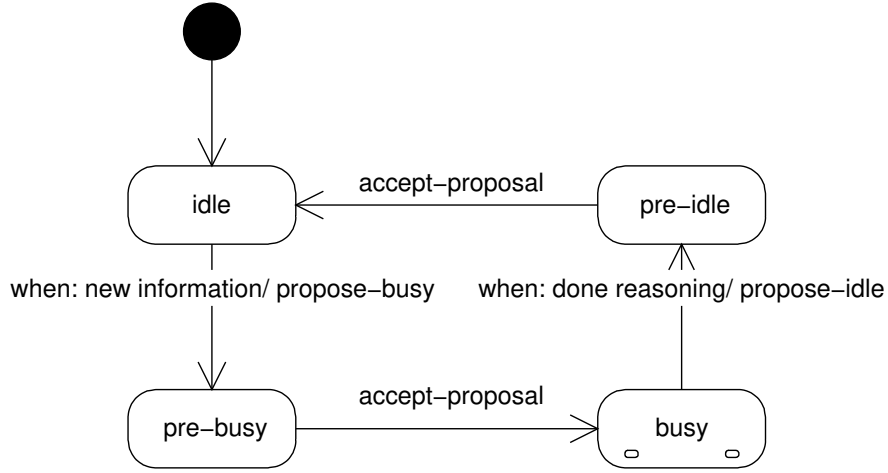 accept−proposal
idle
pre−idle
when: new information/ propose−busy
when: done reasoning/ propose−idle
accept−proposal
pre−busy
busy